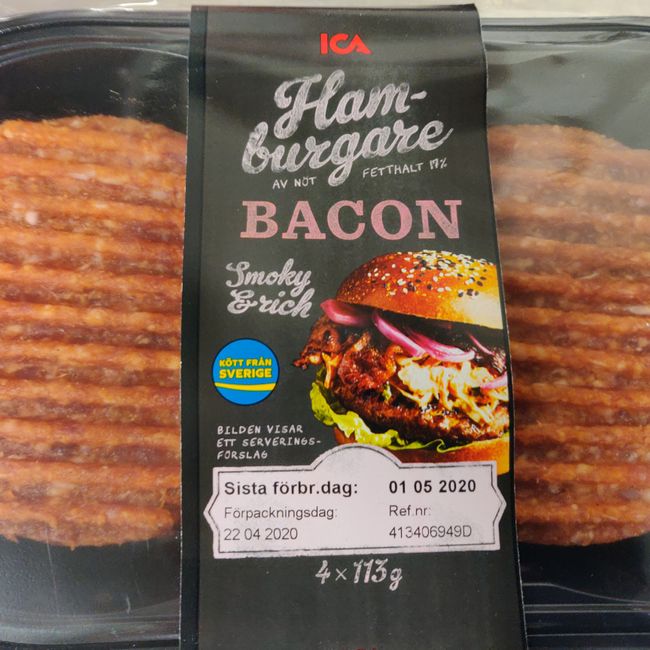 ICA
Ham-
burgare
AV NÖT FETTHALT 17%
BACON
Smoky
& rich
KÖTT FRÅN
SVERIGE
BILDEN VISAR
ETT SERVERINGS-
FÖRSLAG
Sista förbr.dag: 01 05 2020
Förpackningsdag: Ref.nr:
22 04 2020 413406949D
4 × 113g